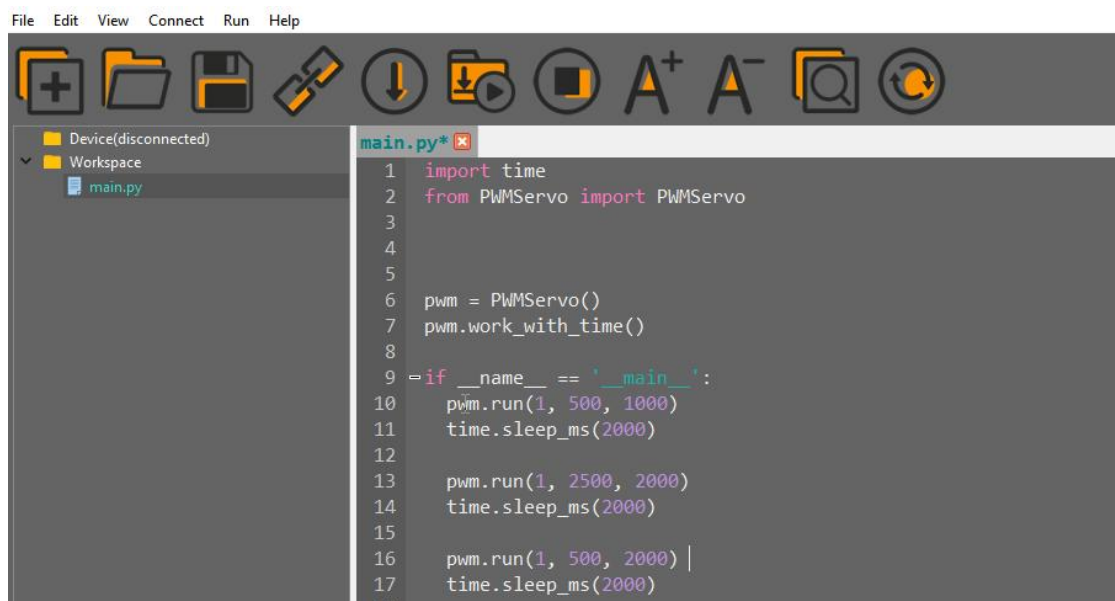 File Edit View Connect Run Help
A+ A-
Device(disconnected)
Workspace
main.py
main.py*
1 import time
2 from PWMServo import PWMServo
3
4
5
6 pwm = PWMServo()
7 pwm.work_with_time()
8
9 if __name__ == '__main__':
10 pwm.run(1, 500, 1000)
11 time.sleep_ms(2000)
12
13 pwm.run(1, 2500, 2000)
14 time.sleep_ms(2000)
15
16 pwm.run(1, 500, 2000)
17 time.sleep_ms(2000)